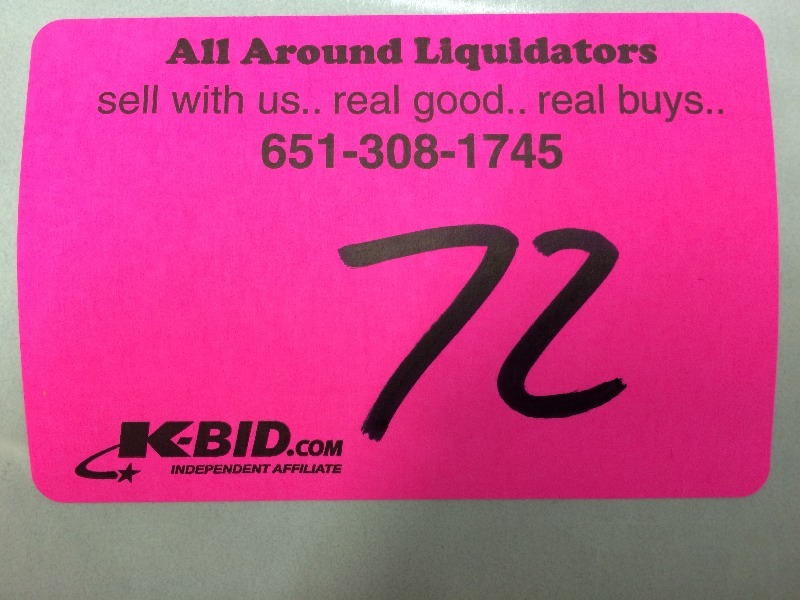 All Around Liquidators
sell with us.. real good.. real buys..
651-308-1745
72
K-BID.COM
INDEPENDENT AFFILIATE